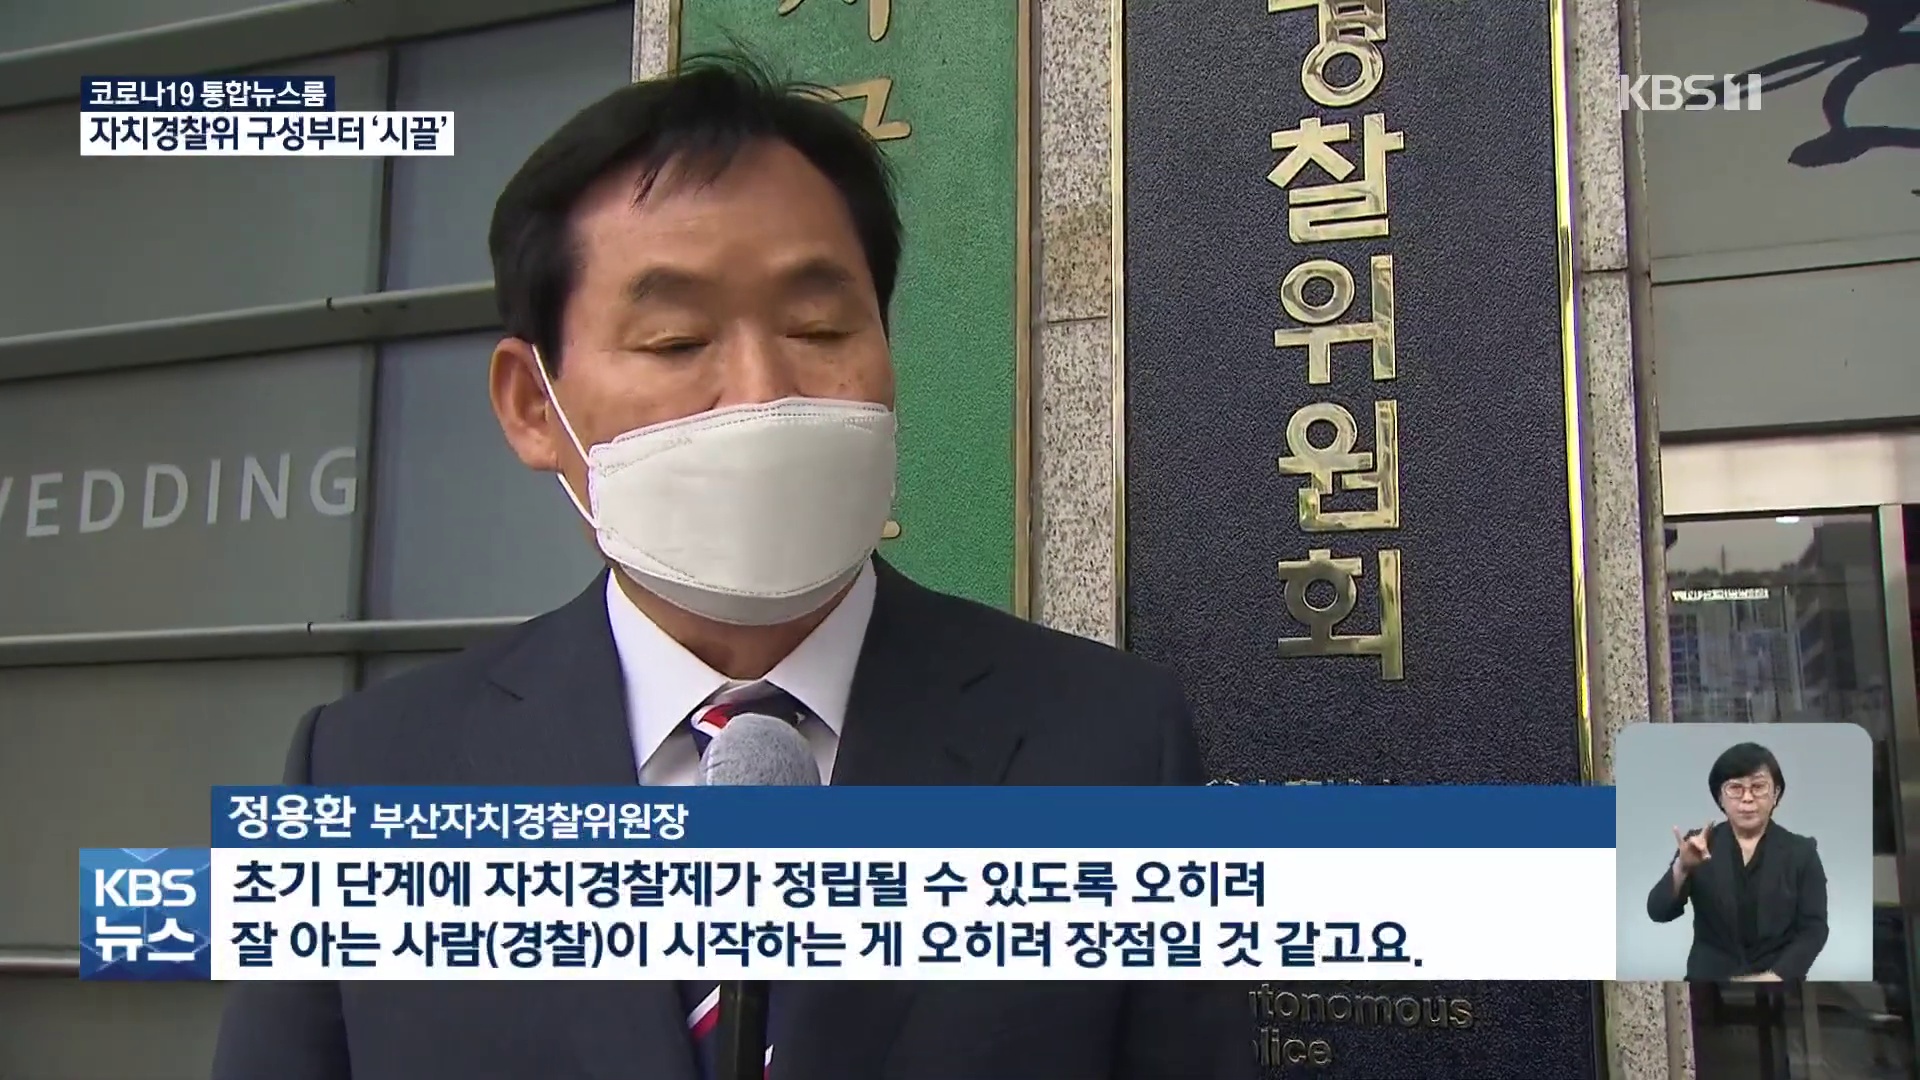 코로나19 통합뉴스룸
자치경찰위 구성부터 ‘시끌’
KBS 1
경찰위원회
WEDDING
정용환 부산자치경찰위원장
KBS
뉴스
초기 단계에 자치경찰제가 정립될 수 있도록 오히려
잘 아는 사람(경찰)이 시작하는 게 오히려 장점일 것 같고요.
utonomous
lice